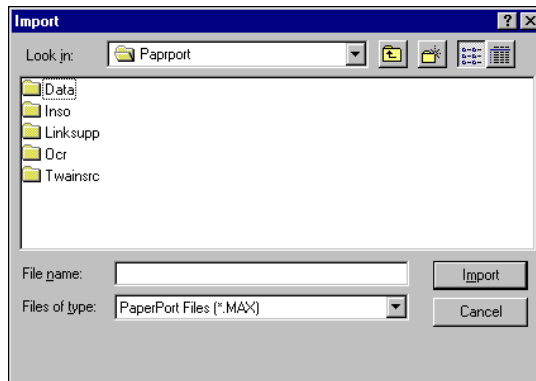 Import
Look in: Paprport
Data
Inso
Linksupp
Ocr
Twainsrc
File name: Import
Files of type: PaperPort Files (*.MAX) Cancel